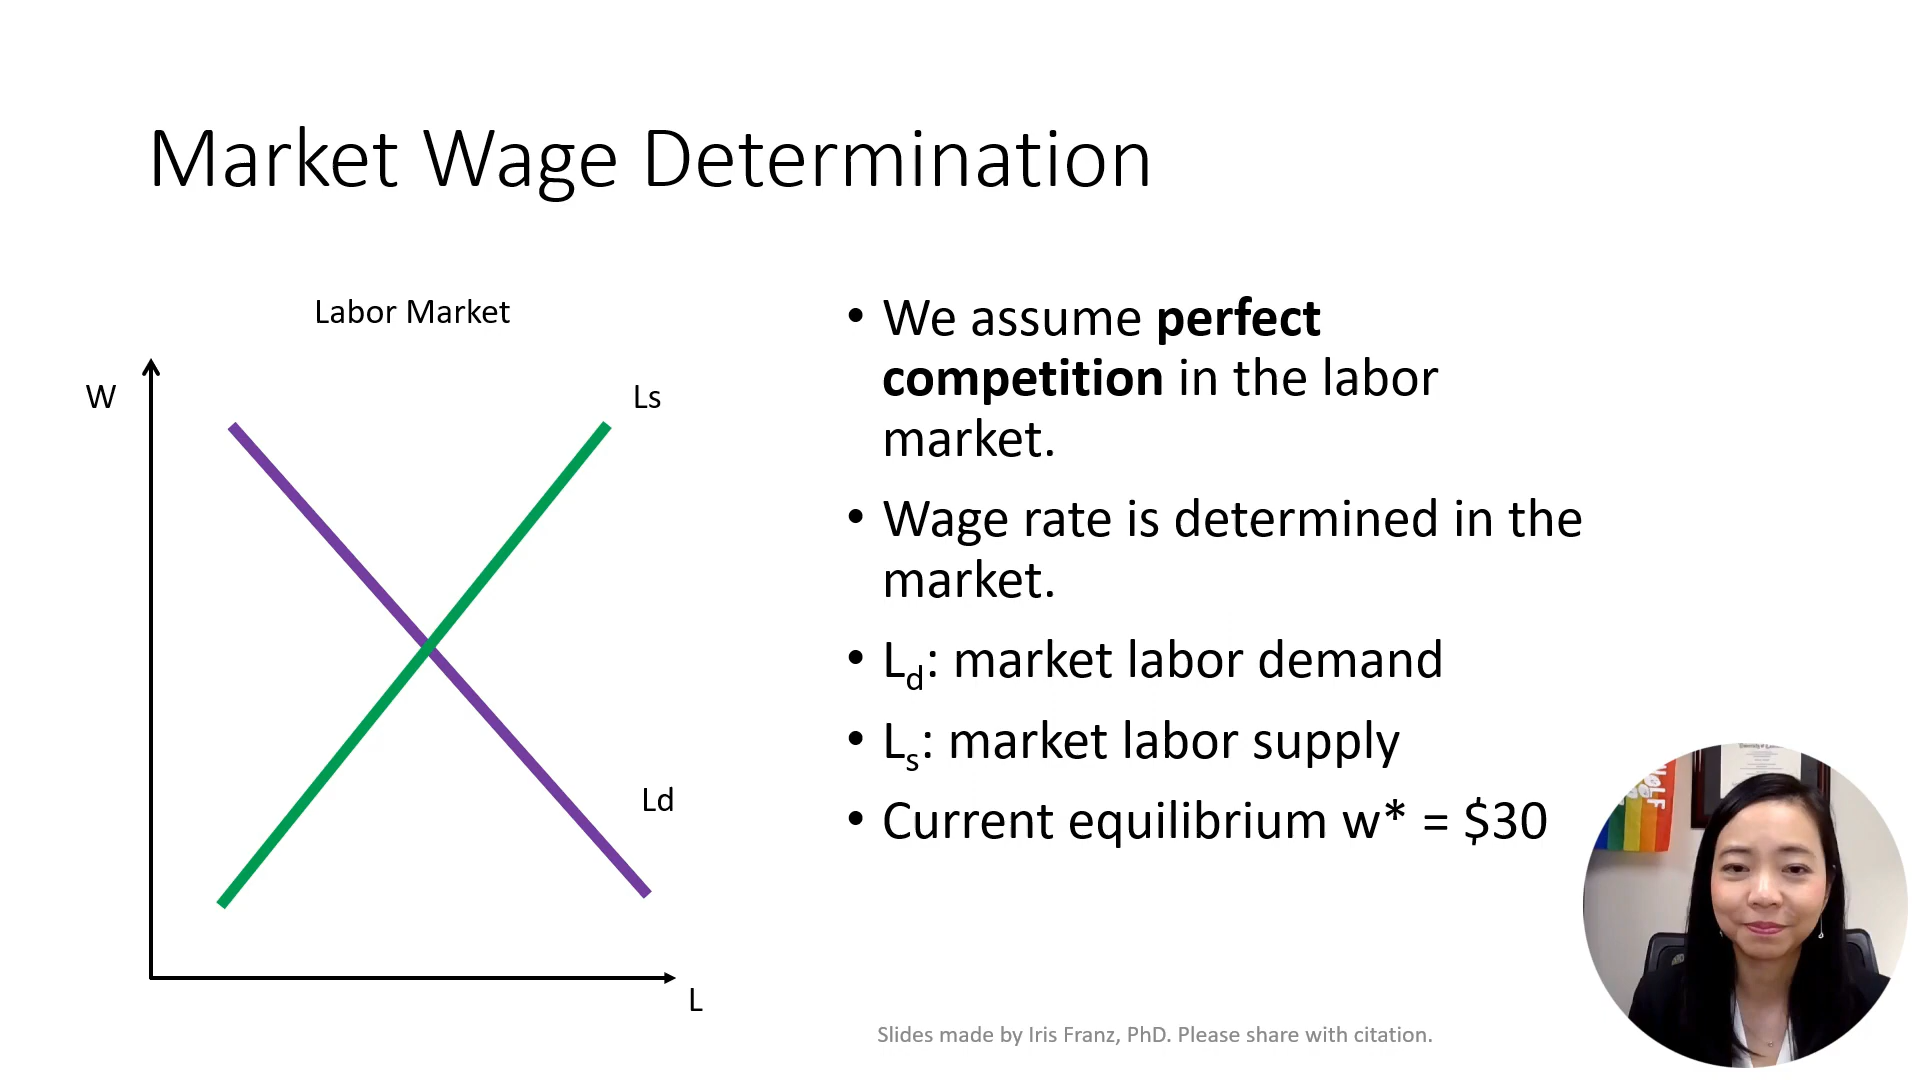 Market Wage Determination
Labor Market
W
Ls
Ld
L
• We assume perfect
competition in the labor
market.
• Wage rate is determined in the
market.
• Ld: market labor demand
• Ls: market labor supply
• Current equilibrium w* = $30
Slides made by Iris Franz, PhD. Please share with citation.